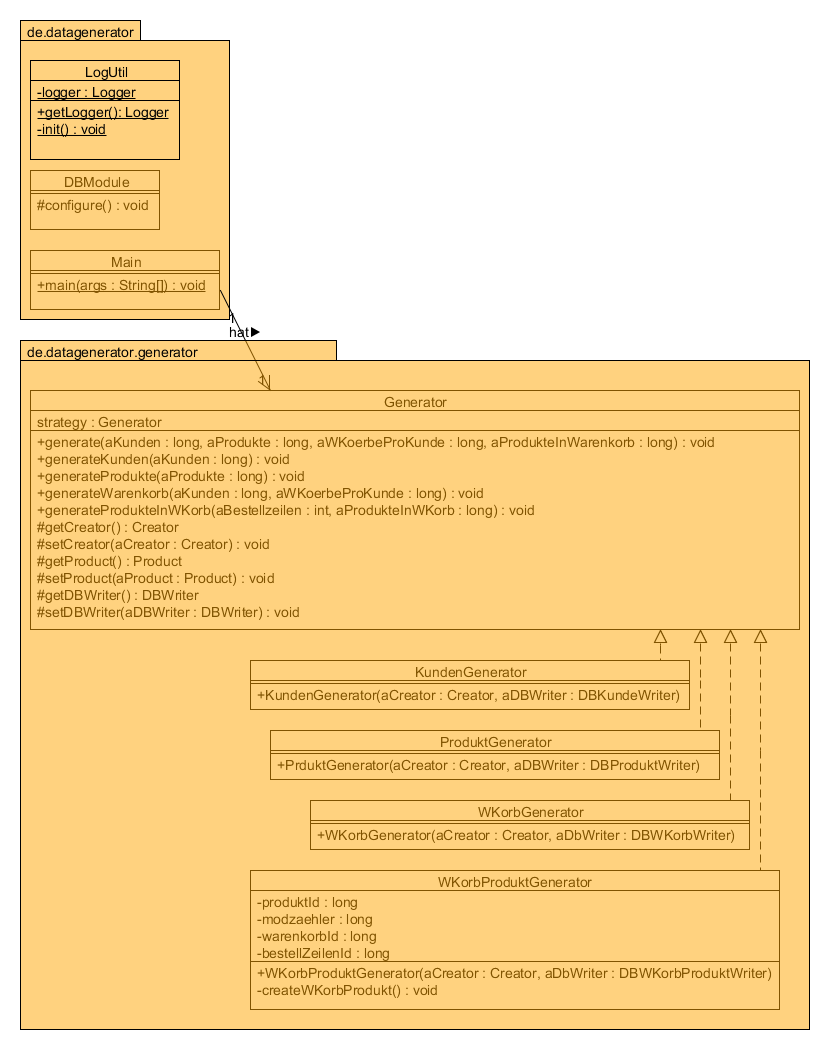 de.datagenerator
LogUtil
-logger : Logger
+getLogger(): Logger
-init() : void
DBModule
#configure() : void
Main
+main(args : String[]) : void
hat
de.datagenerator.generator
Generator
strategy : Generator
+generate(aKunden : long, aProdukte : long, aWKoerbeProKunde : long, aProdukteInWarenkorb : long) : void
+generateKunden(aKunden : long) : void
+generateProdukte(aProdukte : long) : void
+generateWarenkorb(aKunden : long, aWKoerbeProKunde : long) : void
+generateProdukteInWKorb(aBestellzeilen : int, aProdukteInWKorb : long) : void
#getCreator() : Creator
#setCreator(aCreator : Creator) : void
#getProduct() : Product
#setProduct(aProduct : Product) : void
#getDBWriter() : DBWriter
#setDBWriter(aDBWriter : DBWriter) : void
KundenGenerator
+KundenGenerator(aCreator : Creator, aDBWriter : DBKundeWriter)
ProduktGenerator
+PrduktGenerator(aCreator : Creator, aDBWriter : DBProduktWriter)
WKorbGenerator
+WKorbGenerator(aCreator : Creator, aDbWriter : DBWKorbWriter)
WKorbProduktGenerator
-produktId : long
-modzaehler : long
-warenkorbId : long
-bestellZeilenId : long
+WKorbProduktGenerator(aCreator : Creator, aDbWriter : DBWKorbProduktWriter)
-createWKorbProdukt() : void